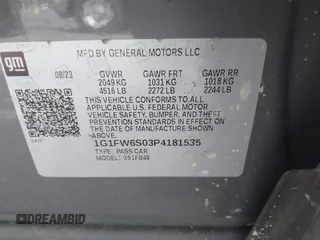 MFD BY GENERAL MOTORS LLC
gm
08/23 GVWR GAWR FRT GAWR RR
2049 KG 1031 KG 1018 KG
4516 LB 2272 LB 2244 LB
THIS VEHICLE CONFORMS TO ALL APPLICABLE
U.S. FEDERAL MOTOR VEHICLE SAFETY, BUMPER, AND THEFT
PREVENTION STANDARDS IN EFFECT ON THE DATE OF
MANUFACTURE SHOWN ABOVE.
1G1FW6S03P4181535
TYPE: PASS CAR
MODEL: 351FB48
DREAMBID